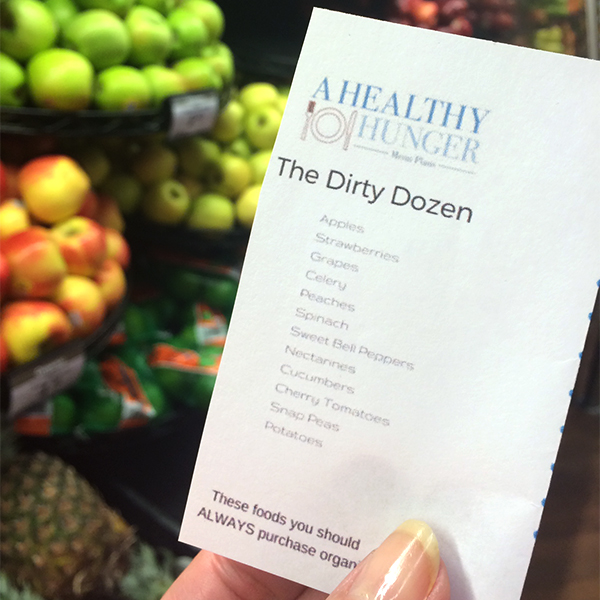 A HEALTHY
HUNGER
Menu Plans
The Dirty Dozen
Apples
Strawberries
Grapes
Celery
Peaches
Spinach
Sweet Bell Peppers
Nectarines
Cucumbers
Cherry Tomatoes
Snap Peas
Potatoes
These foods you should
ALWAYS purchase organi